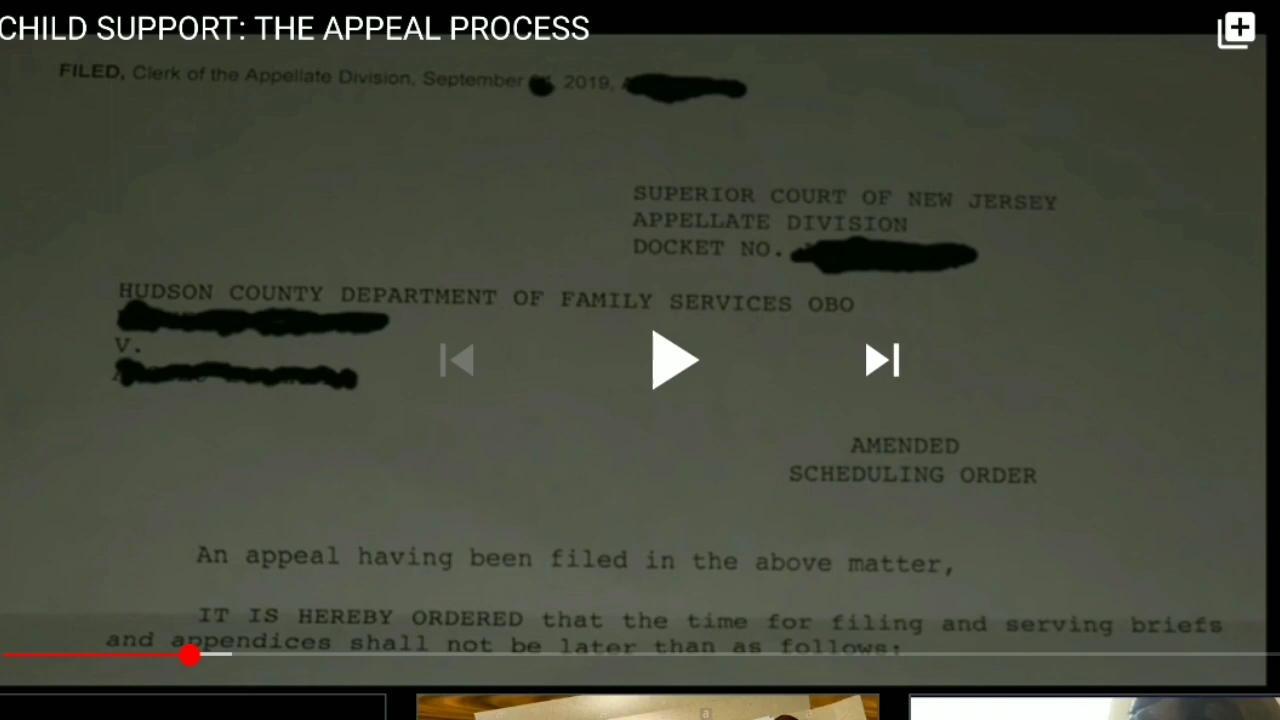 CHILD SUPPORT: THE APPEAL PROCESS
FILED, Clerk of the Appellate Division, September 2019,
SUPERIOR COURT OF NEW JERSEY
APPELLATE DIVISION
DOCKET NO.
HUDSON COUNTY DEPARTMENT OF FAMILY SERVICES OBO
V.
AMENDED
SCHEDULING ORDER
An appeal having been filed in the above matter,
IT IS HEREBY ORDERED that the time for filing and serving briefs
and appendices shall not be later than as follows: